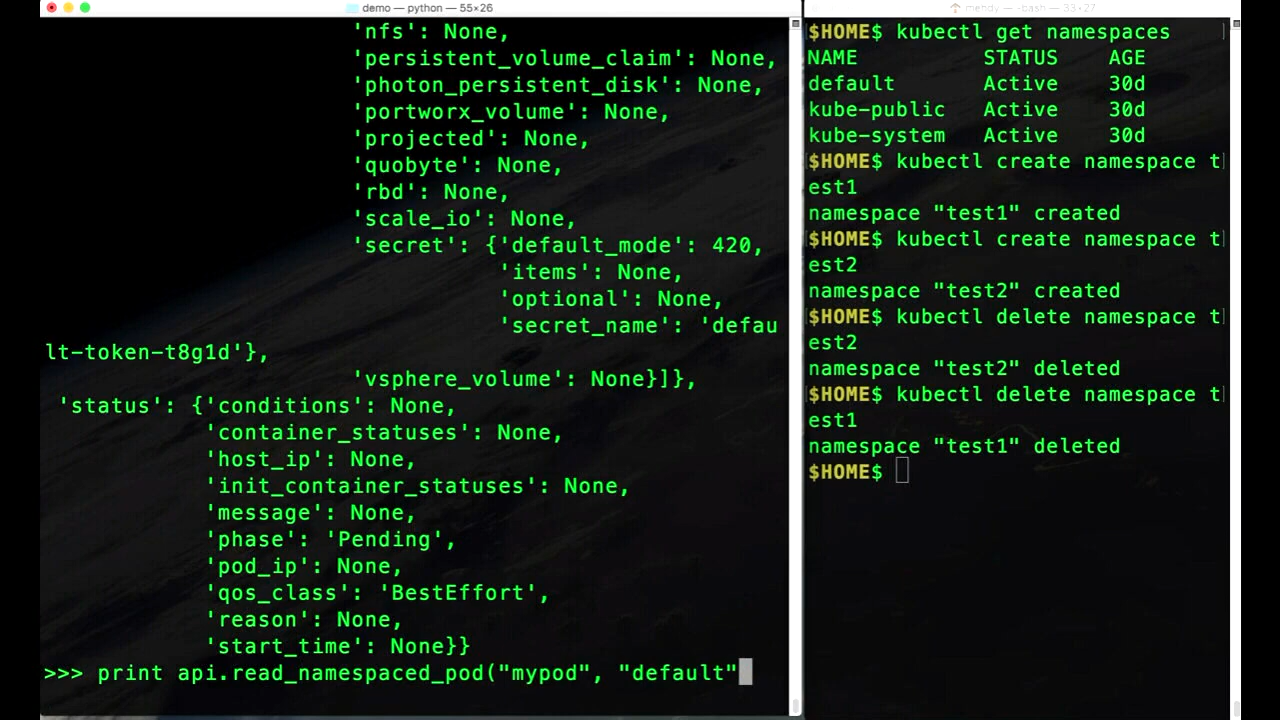 demo — python — 55×26
'nfs': None,
'persistent_volume_claim': None,
'photon_persistent_disk': None,
'portworx_volume': None,
'projected': None,
'quobyte': None,
'rbd': None,
'scale_io': None,
'secret': {'default_mode': 420,
'items': None,
'optional': None,
'secret_name': 'defau
lt-token-t8g1d'},
'vsphere_volume': None}]},
'status': {'conditions': None,
'container_statuses': None,
'host_ip': None,
'init_container_statuses': None,
'message': None,
'phase': 'Pending',
'pod_ip': None,
'qos_class': 'BestEffort',
'reason': None,
'start_time': None}}
>>> print api.read_namespaced_pod("mypod", "default"
mehdy — -bash — 33×27
$HOME$ kubectl get namespaces
NAME STATUS AGE
default Active 30d
kube-public Active 30d
kube-system Active 30d
$HOME$ kubectl create namespace t
est1
namespace "test1" created
$HOME$ kubectl create namespace t
est2
namespace "test2" created
$HOME$ kubectl delete namespace t
est2
namespace "test2" deleted
$HOME$ kubectl delete namespace t
est1
namespace "test1" deleted
$HOME$